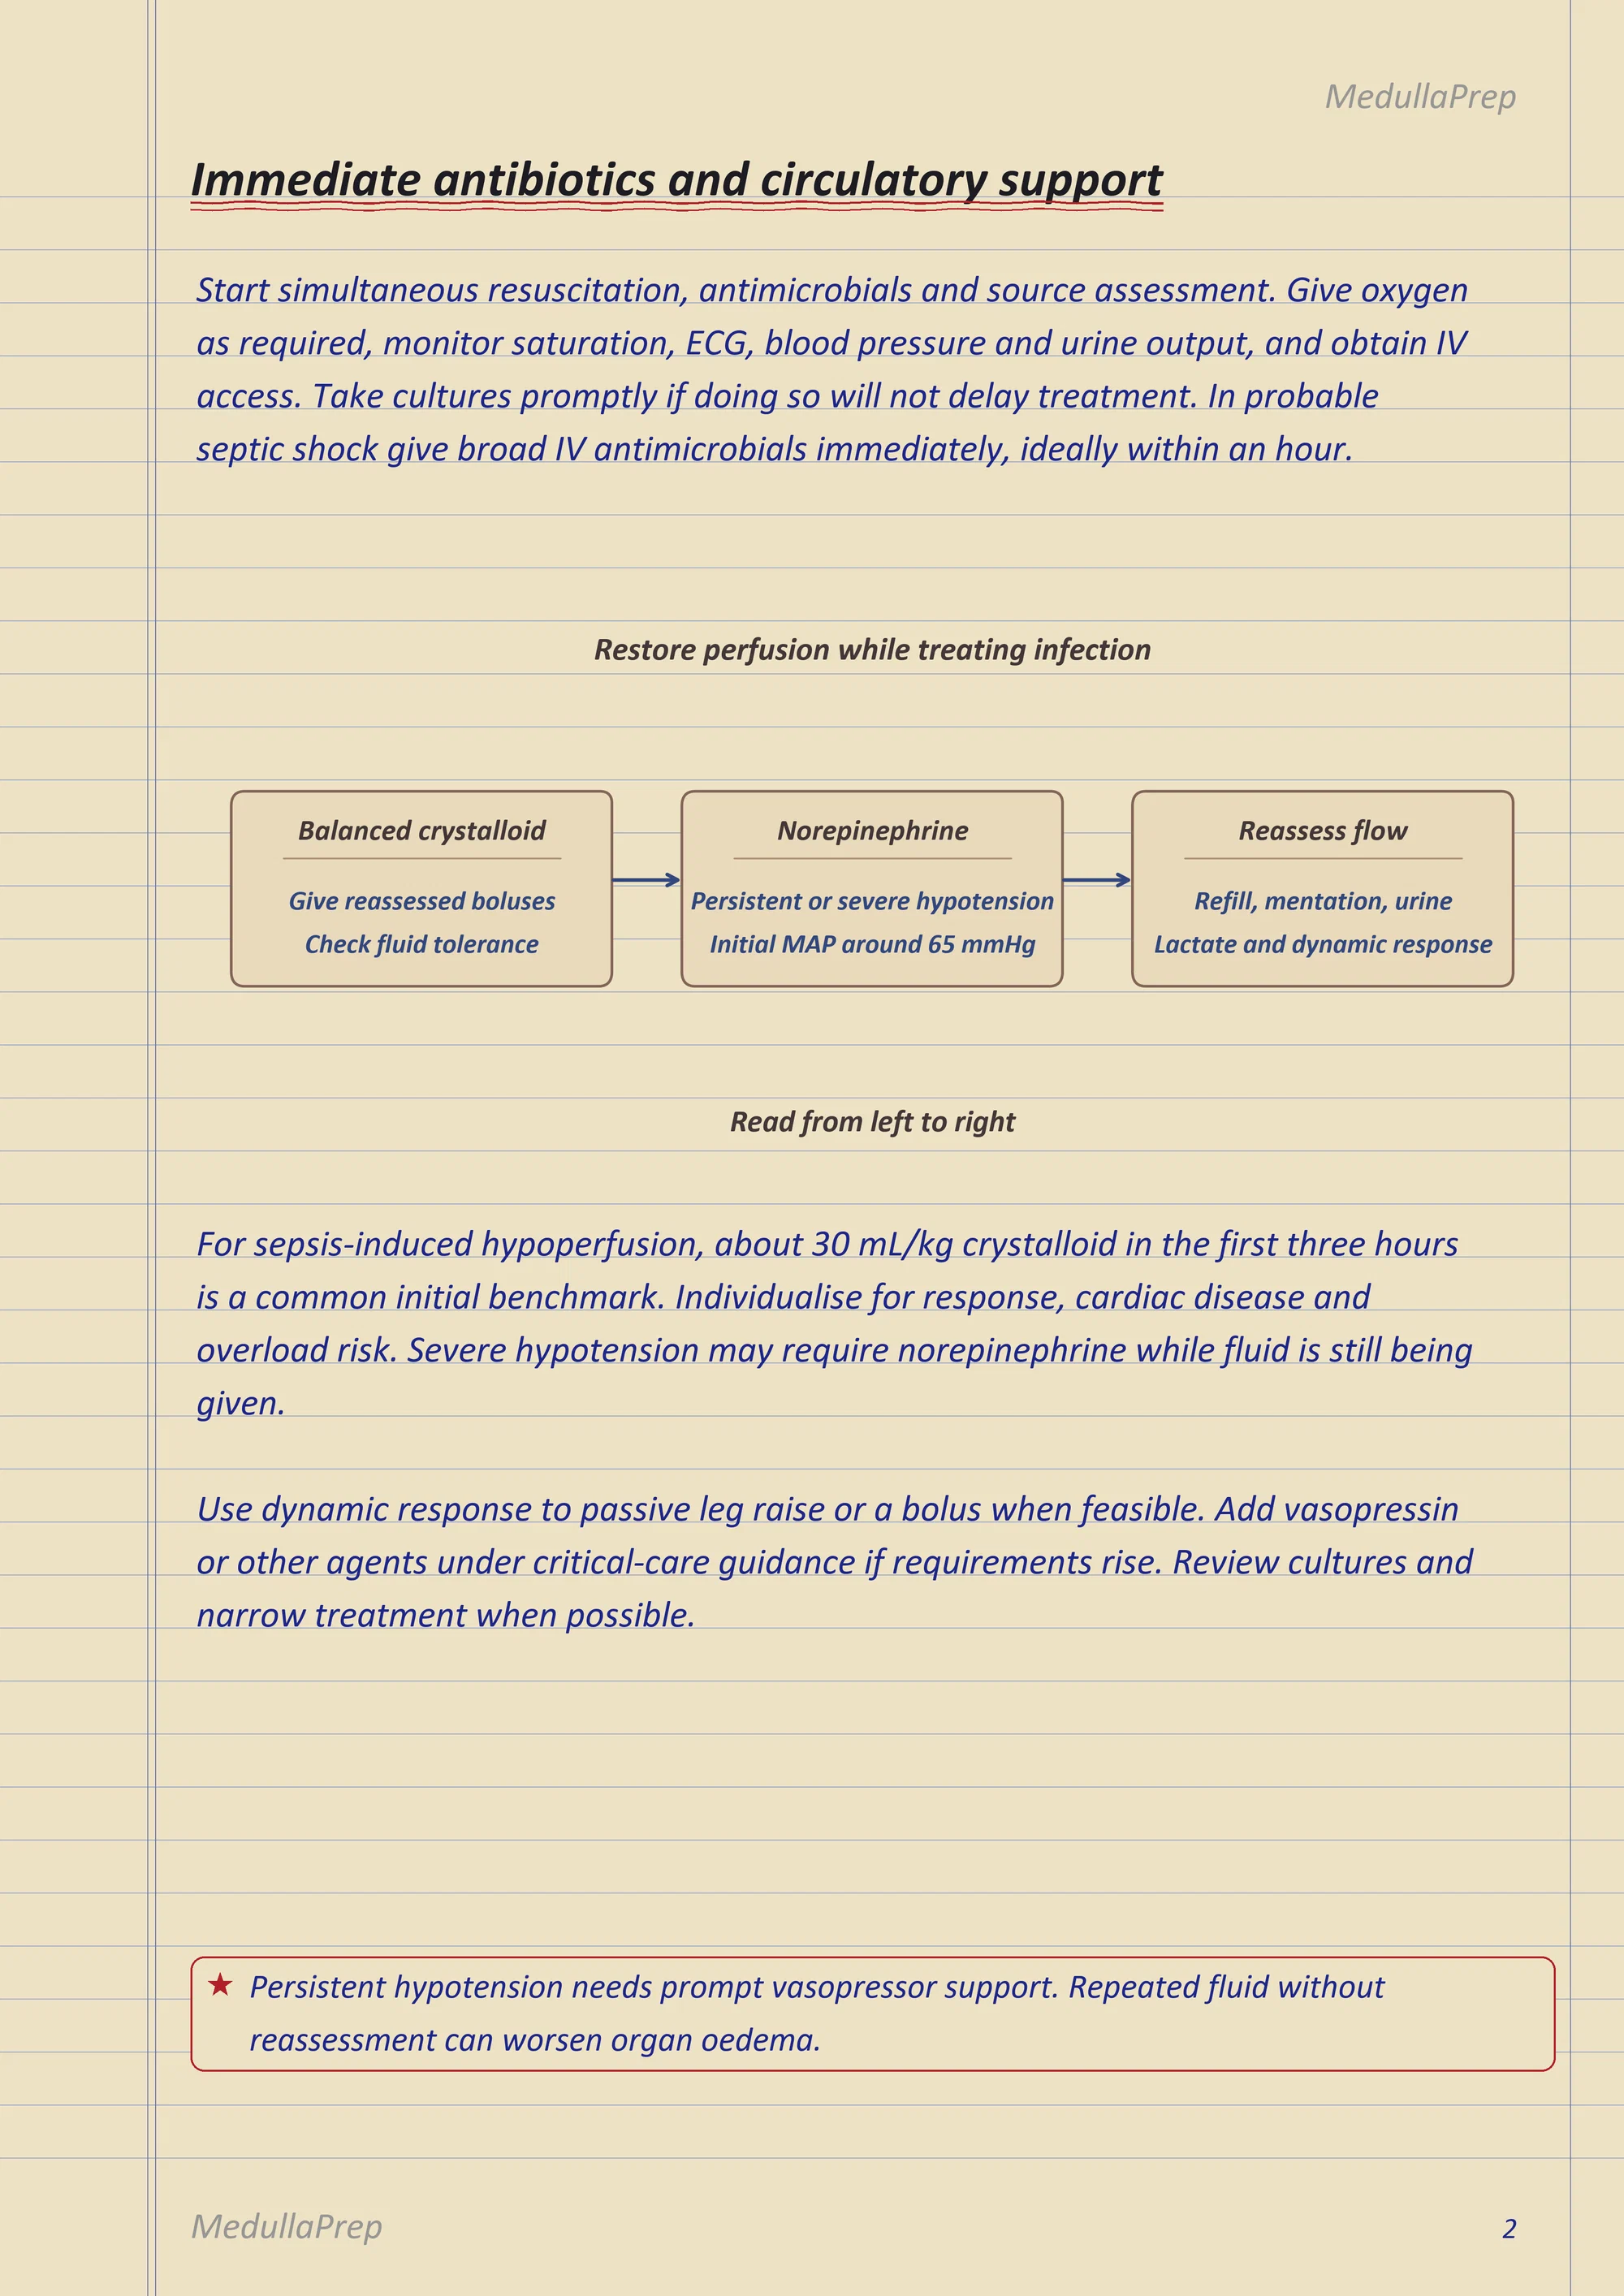 MedullaPrep
Immediate antibiotics and circulatory support
Start simultaneous resuscitation, antimicrobials and source assessment. Give oxygen
as required, monitor saturation, ECG, blood pressure and urine output, and obtain IV
access. Take cultures promptly if doing so will not delay treatment. In probable
septic shock give broad IV antimicrobials immediately, ideally within an hour.
Restore perfusion while treating infection
Balanced crystalloid
Give reassessed boluses
Check fluid tolerance
Norepinephrine
Persistent or severe hypotension
Initial MAP around 65 mmHg
Reassess flow
Refill, mentation, urine
Lactate and dynamic response
Read from left to right
For sepsis-induced hypoperfusion, about 30 mL/kg crystalloid in the first three hours
is a common initial benchmark. Individualise for response, cardiac disease and
overload risk. Severe hypotension may require norepinephrine while fluid is still being
given.
Use dynamic response to passive leg raise or a bolus when feasible. Add vasopressin
or other agents under critical-care guidance if requirements rise. Review cultures and
narrow treatment when possible.
★ Persistent hypotension needs prompt vasopressor support. Repeated fluid without
reassessment can worsen organ oedema.
MedullaPrep
2